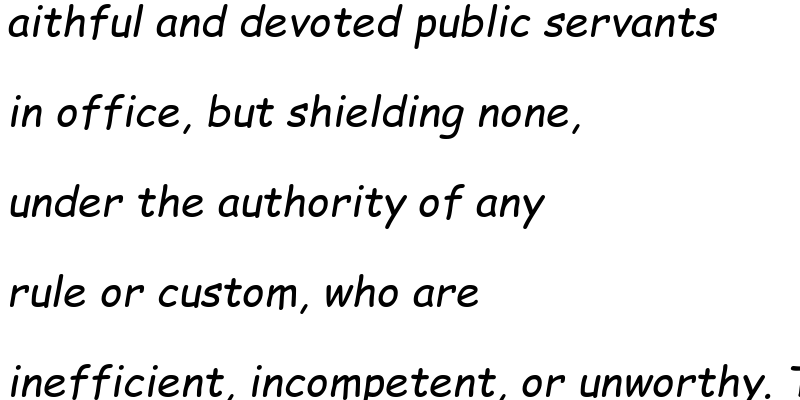 aithful and devoted public servants
in office, but shielding none,
under the authority of any
rule or custom, who are
inefficient, incompetent, or unworthy.